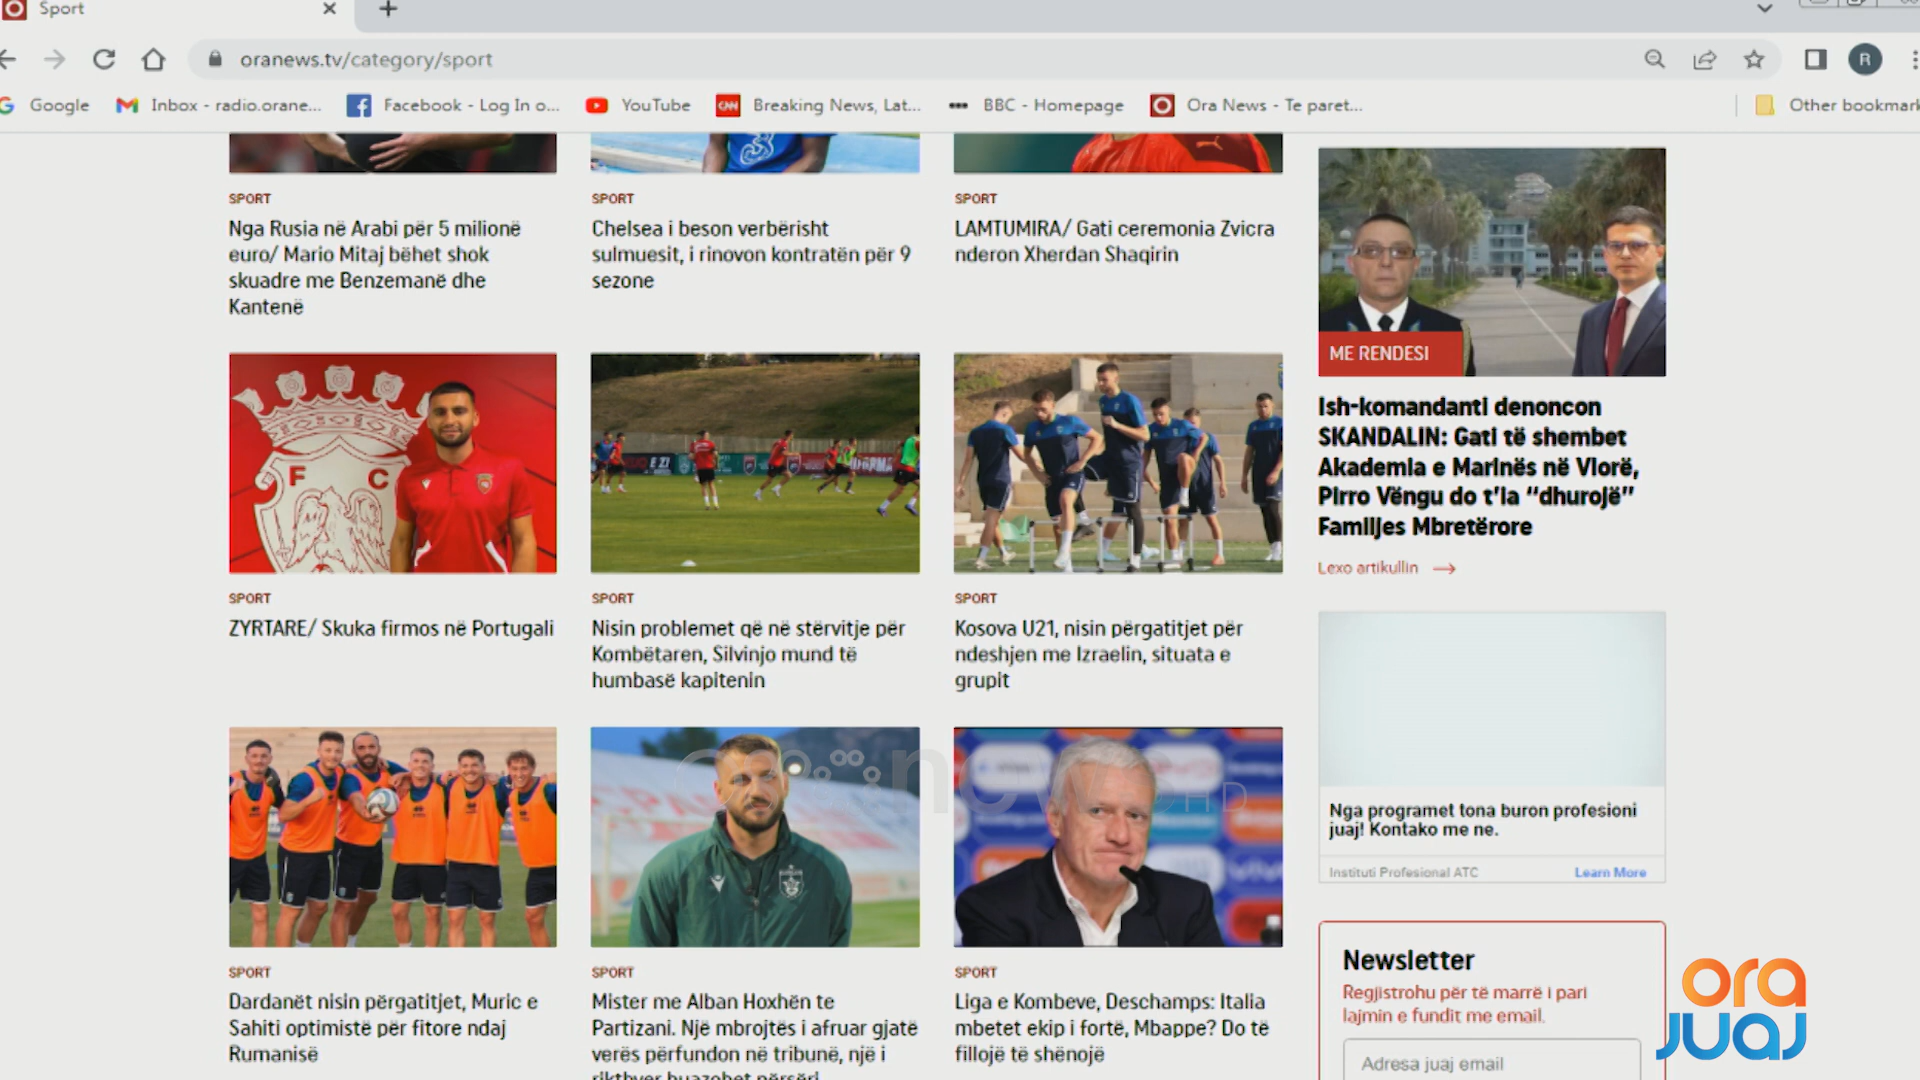 Sport
oranews.tv/category/sport
R
Google
Inbox - radio.orane...
Facebook - Log In o...
YouTube
CNN
Breaking News, Lat...
BBC - Homepage
Ora News - Te paret...
Other bookmark
SPORT
Nga Rusia në Arabi për 5 milionë
euro/ Mario Mitaj bëhet shok
skuadre me Benzemanë dhe
Kantenë
SPORT
Chelsea i beson verbërisht
sulmuesit, i rinovon kontratën për 9
sezone
SPORT
LAMTUMIRA/ Gati ceremonia Zvicra
nderon Xherdan Shaqirin
ME RENDESI
Ish-komandanti denoncon
SKANDALIN: Gati të shembet
Akademia e Marinës në Vlorë,
Pirro Vëngu do t'ia “dhurojë”
Familjes Mbretërore
Lexo artikullin
F C
SPORT
ZYRTARE/ Skuka firmos në Portugali
SPORT
Nisin problemet që në stërvitje për
Kombëtaren, Silvinjo mund të
humbasë kapitenin
SPORT
Kosova U21, nisin përgatitjet për
ndeshjen me Izraelin, situata e
grupit
Nga programet tona buron profesioni
juaj! Kontako me ne.
Instituti Profesional ATC
Learn More
ora news HD
SPORT
Dardanët nisin përgatitjet, Muric e
Sahiti optimistë për fitore ndaj
Rumanisë
SPORT
Mister me Alban Hoxhën te
Partizani. Një mbrojtës i afruar gjatë
verës përfundon në tribunë, një i
rikthyer huazohet përsëri
SPORT
Liga e Kombeve, Deschamps: Italia
mbetet ekip i fortë, Mbappe? Do të
fillojë të shënojë
Newsletter
Regjistrohu për të marrë i pari
lajmin e fundit me email.
Adresa juaj email
ora
juaj